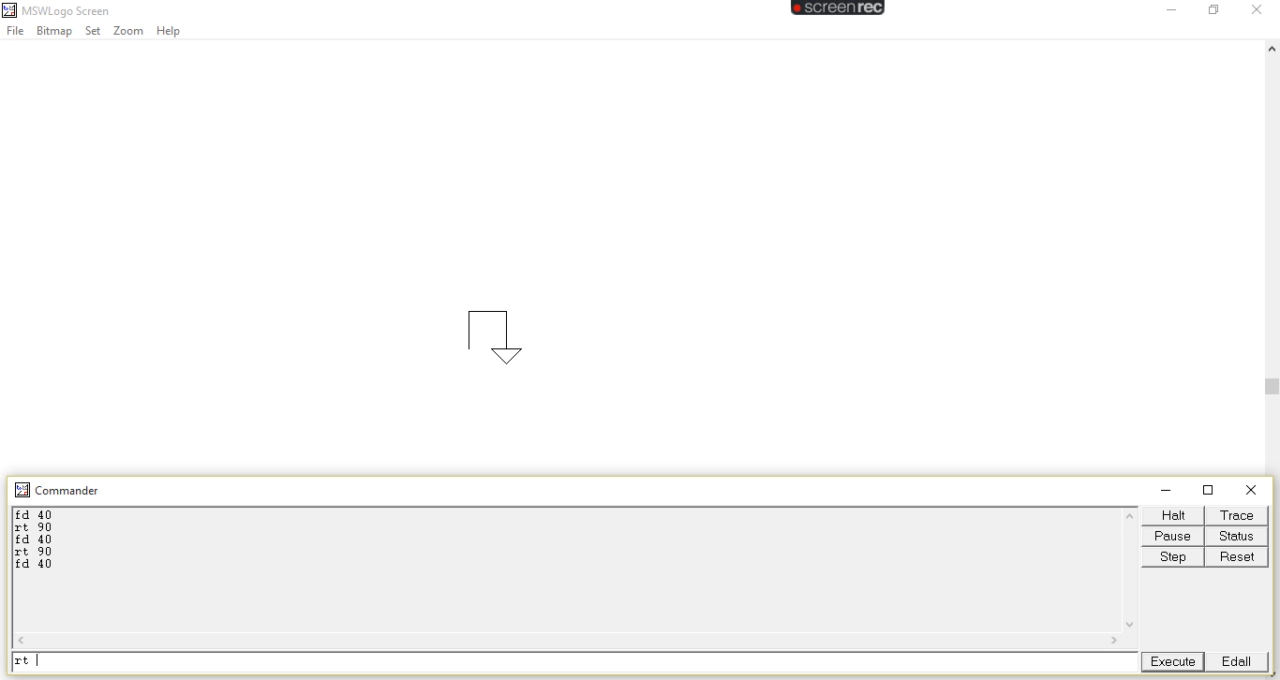 MSWLogo Screen
screenrec
File Bitmap Set Zoom Help
Commander
fd 40
rt 90
fd 40
rt 90
fd 40
Halt Trace
Pause Status
Step Reset
rt
Execute Edall